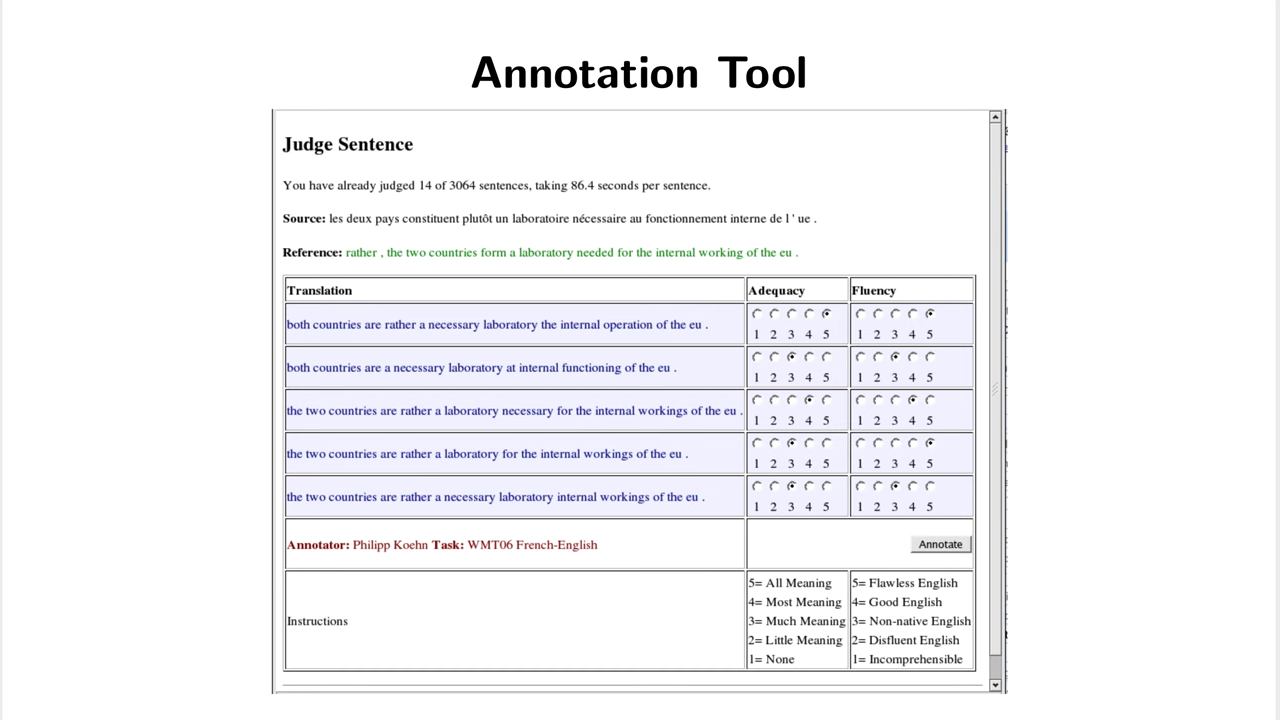 Annotation Tool
Judge Sentence
You have already judged 14 of 3064 sentences, taking 86.4 seconds per sentence.
Source: les deux pays constituent plutôt un laboratoire nécessaire au fonctionnement interne de l ' ue .
Reference: rather , the two countries form a laboratory needed for the internal working of the eu .
Translation Adequacy Fluency
both countries are rather a necessary laboratory the internal operation of the eu .
1 2 3 4 5 1 2 3 4 5
both countries are a necessary laboratory at internal functioning of the eu .
1 2 3 4 5 1 2 3 4 5
the two countries are rather a laboratory necessary for the internal workings of the eu .
1 2 3 4 5 1 2 3 4 5
the two countries are rather a laboratory for the internal workings of the eu .
1 2 3 4 5 1 2 3 4 5
the two countries are rather a necessary laboratory internal workings of the eu .
1 2 3 4 5 1 2 3 4 5
Annotator: Philipp Koehn Task: WMT06 French-English
Annotate
Instructions
5= All Meaning 5= Flawless English
4= Most Meaning 4= Good English
3= Much Meaning 3= Non-native English
2= Little Meaning 2= Disfluent English
1= None 1= Incomprehensible